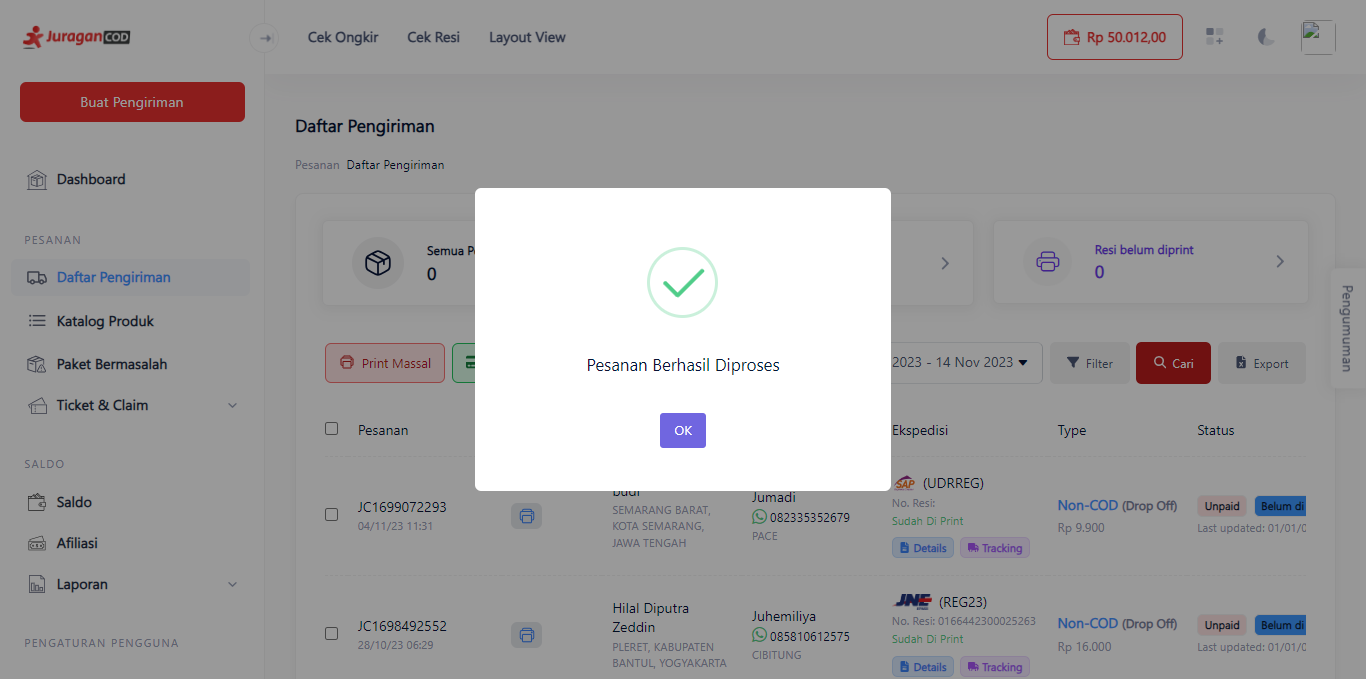 JuraganCOD
Cek Ongkir
Cek Resi
Layout View
Rp 50.012,00
Buat Pengiriman
Dashboard
PESANAN
Daftar Pengiriman
Katalog Produk
Paket Bermasalah
Ticket & Claim
SALDO
Saldo
Afiliasi
Laporan
PENGATURAN PENGGUNA
Daftar Pengiriman
Pesanan Daftar Pengiriman
Semua
0
Resi belum diprint
0
Pengumuman
Pesanan Berhasil Diproses
OK
Print Massal
2023 - 14 Nov 2023
Filter
Cari
Export
Pesanan
Ekspedisi
Type
Status
JC1699072293
04/11/23 11:31
budi
SEMARANG BARAT,
KOTA SEMARANG,
JAWA TENGAH
Jumadi
082335352679
PACE
SAP (UDRREG)
No. Resi:
Sudah Di Print
Details
Tracking
Non-COD (Drop Off)
Rp 9.900
Unpaid
Belum di
Last updated: 01/01/0
JC1698492552
28/10/23 06:29
Hilal Diputra
Zeddin
PLERET, KABUPATEN
BANTUL, YOGYAKARTA
Juhemiliya
085810612575
CIBITUNG
JNE (REG23)
No. Resi: 0166442300025263
Sudah Di Print
Details
Tracking
Non-COD (Drop Off)
Rp 16.000
Unpaid
Belum di
Last updated: 01/01/0